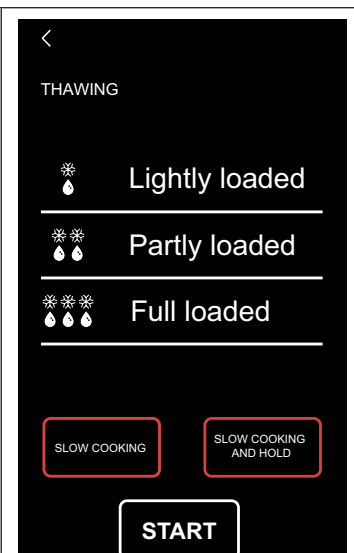 THAWING
Lightly loaded
Partly loaded
Full loaded
SLOW COOKING
SLOW COOKING
AND HOLD
START